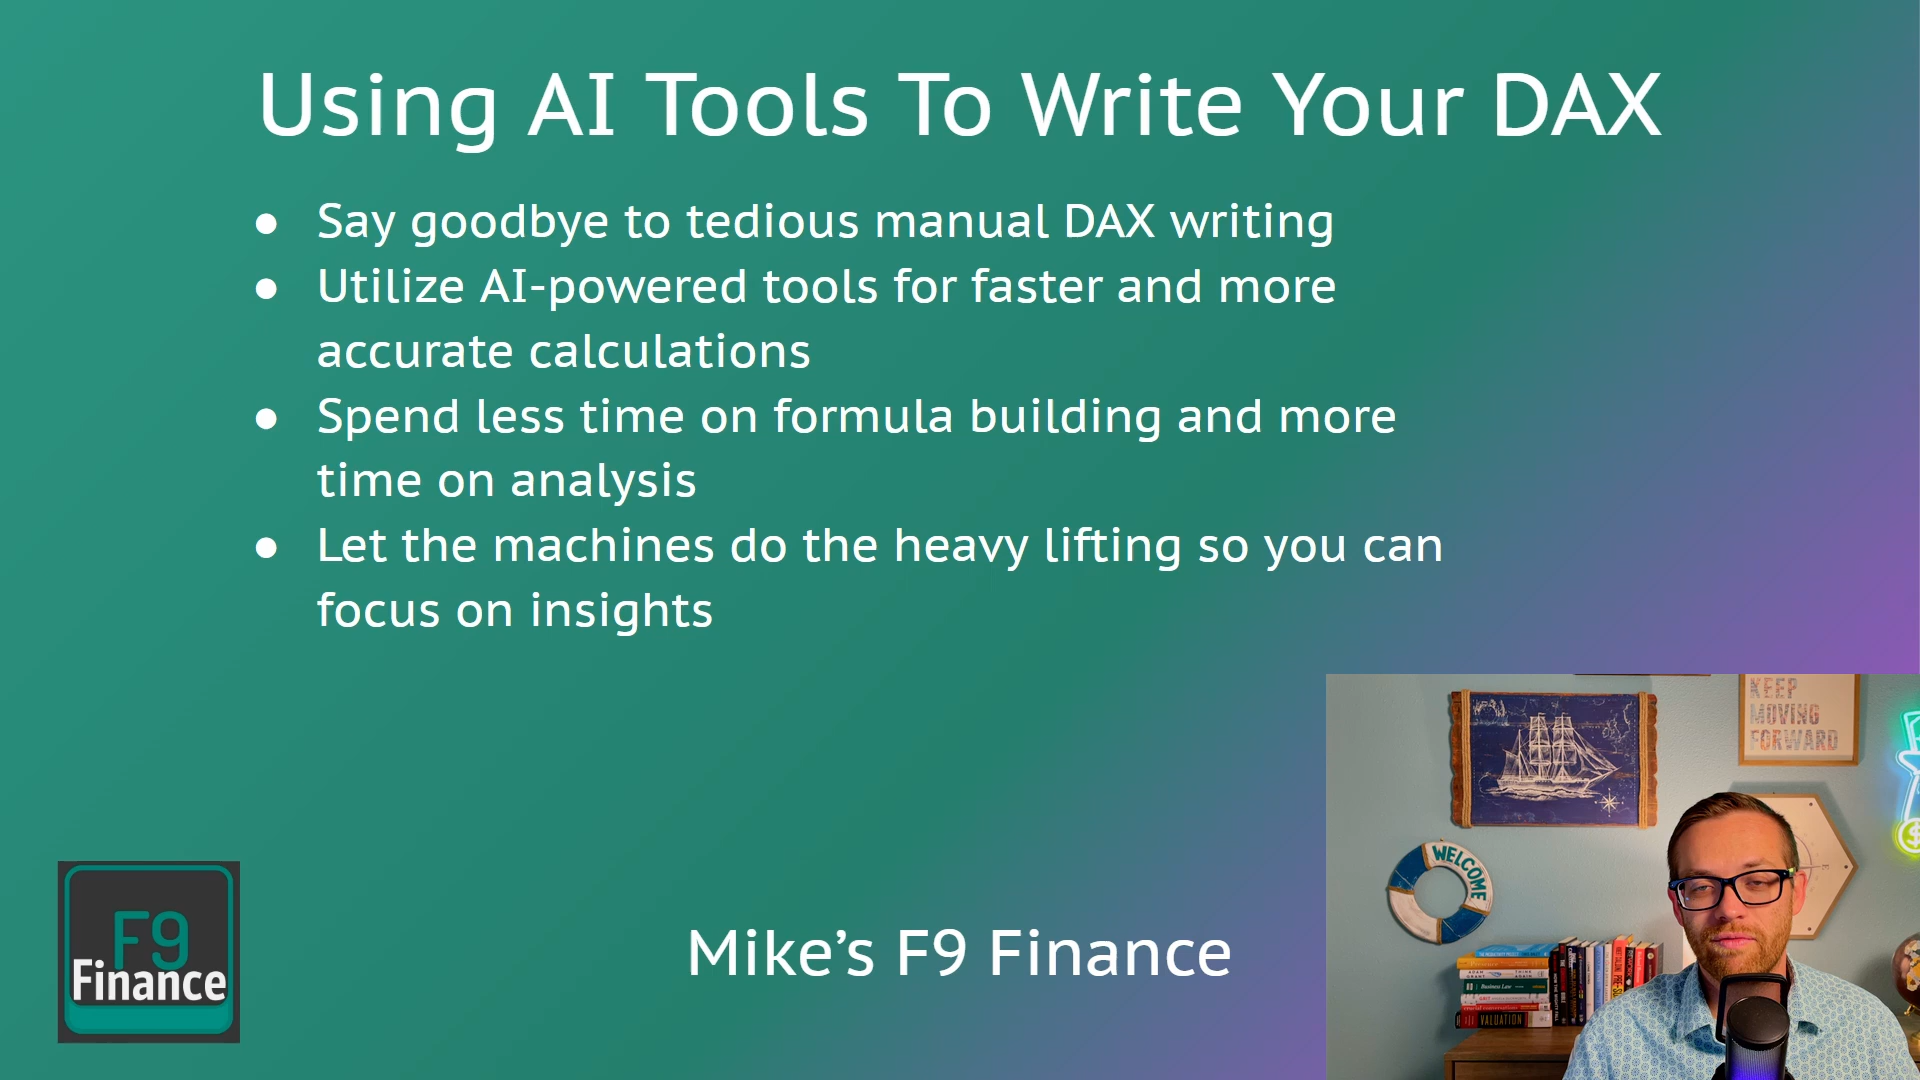 Using AI Tools To Write Your DAX
● Say goodbye to tedious manual DAX writing
● Utilize AI-powered tools for faster and more
accurate calculations
● Spend less time on formula building and more
time on analysis
● Let the machines do the heavy lifting so you can
focus on insights
KEEP
MOVING
FORWARD
WELCOME
F9
Finance
Mike’s F9 Finance
Business Law
VALUATION